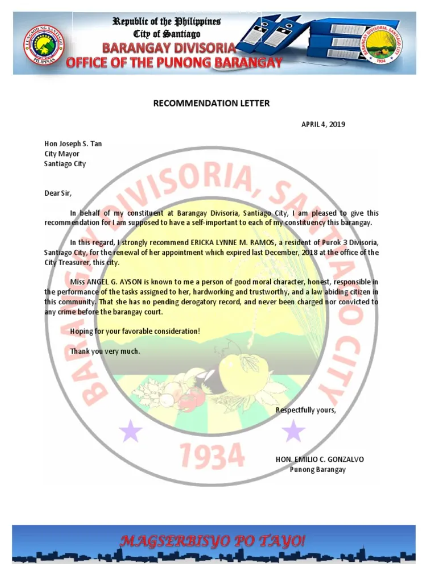 Republic of the Philippines
City of Santiago
BARANGAY DIVISORIA
OFFICE OF THE PUNONG BARANGAY
RECOMMENDATION LETTER
APRIL 4, 2019
Hon Joseph S. Tan
City Mayor
Santiago City
Dear Sir,
In behalf of my constituent at Barangay Divisoria, Santiago City, I am pleased to give this
recommendation for I am supposed to have a self-important to each of my constituency this barangay.
In this regard, I strongly recommend ERICKA LYNNE M. RAMOS, a resident of Purok 3 Divisoria,
Santiago City, for the renewal of her appointment which expired last December, 2018 at the office of the
City Treasurer, this city.
Miss ANGEL G. AYSON is known to me a person of good moral character, honest, responsible in
the performance of the tasks assigned to her, hardworking and trustworthy, and a law abiding citizen in
this community. That she has no pending derogatory record, and never been charged nor convicted to
any crime before the barangay court.
Hoping for your favorable consideration!
Thank you very much.
Respectfully yours,
HON. EMILIO C. GONZALVO
Punong Barangay
BARANGAY DIVISORIA, SANTIAGO CITY
1934
MAGSERBISYO PO TAYO!